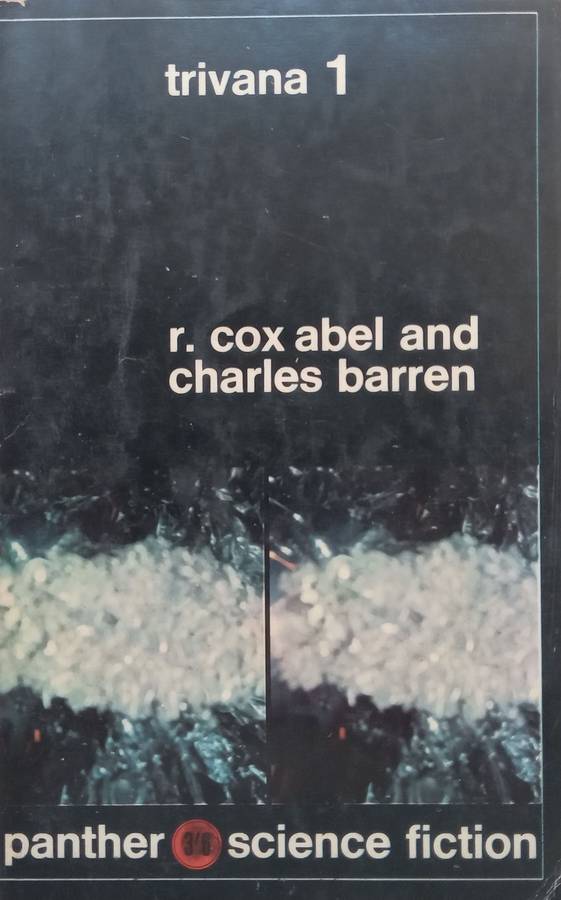 trivana 1
r. cox abel and
charles barren
panther 3/6 science fiction